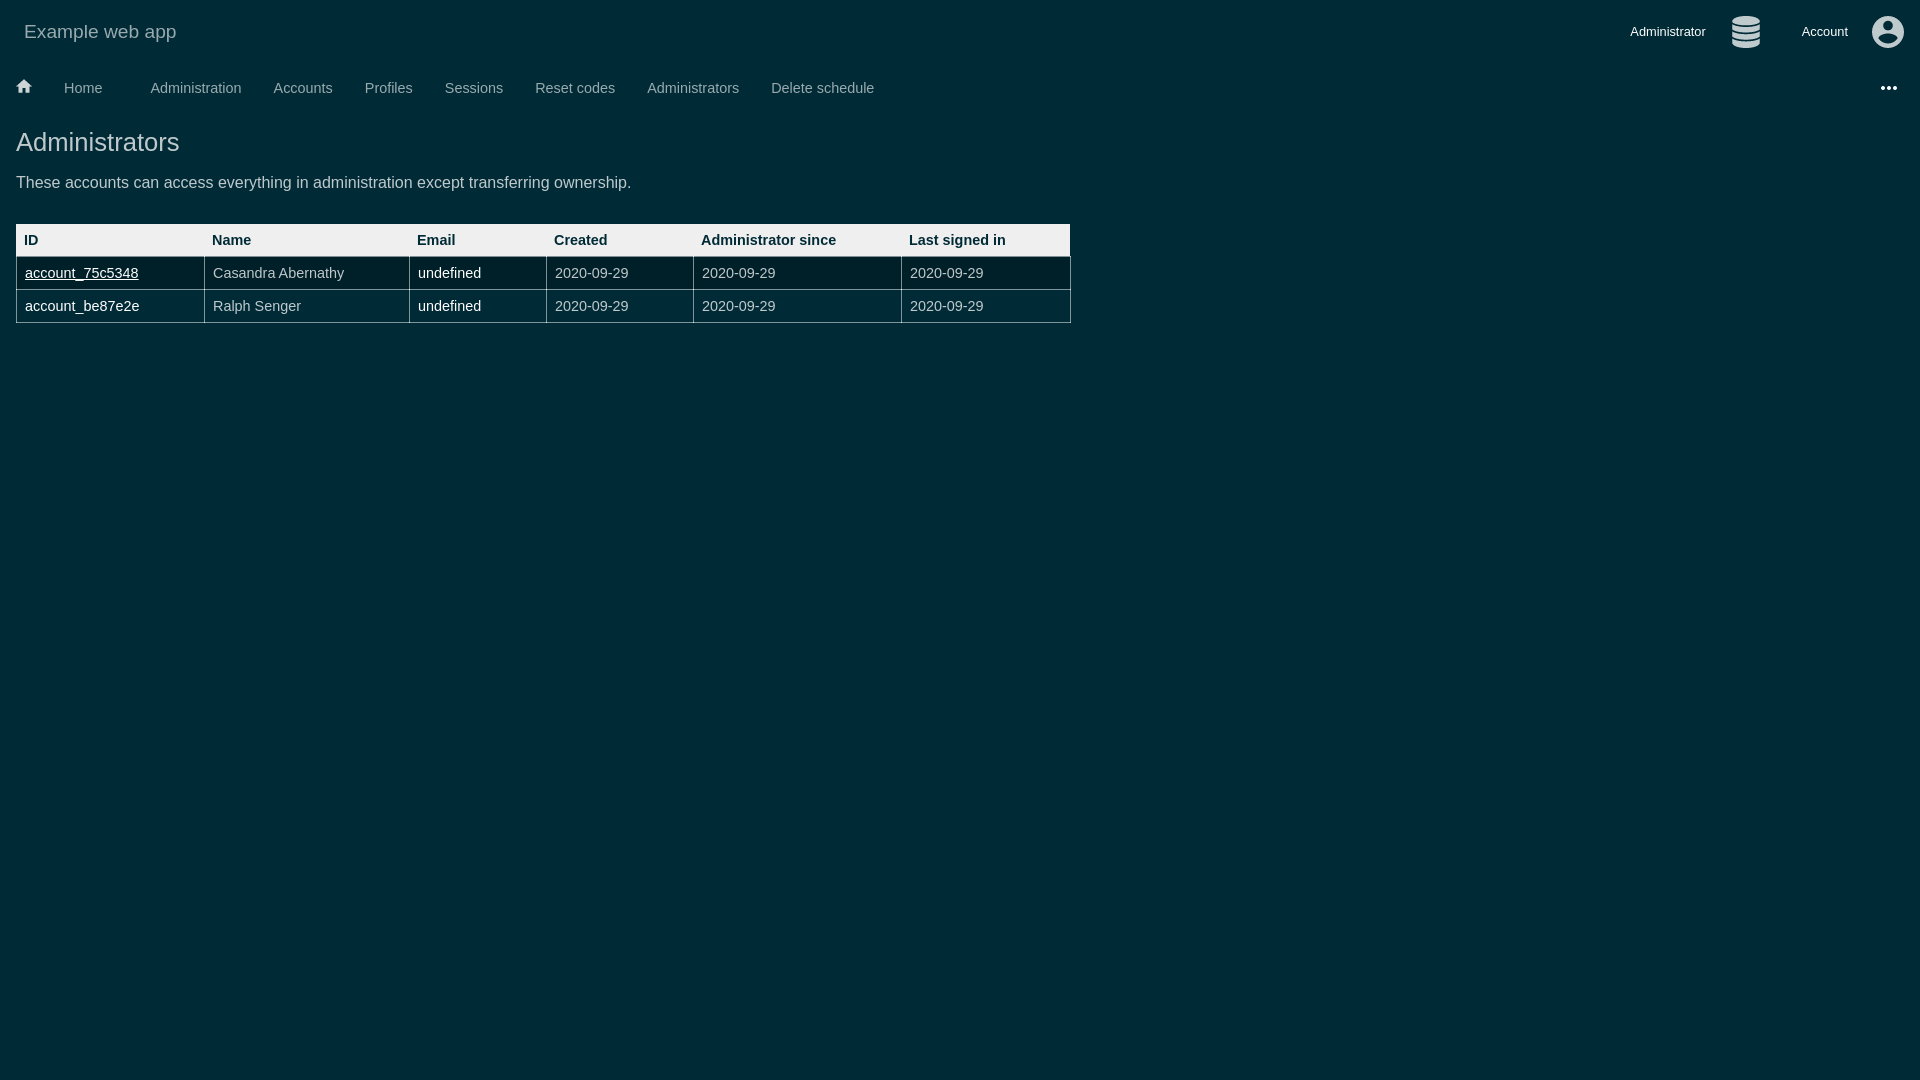 Example web app
Administrator Account
Home Administration Accounts Profiles Sessions Reset codes Administrators Delete schedule
Administrators
These accounts can access everything in administration except transferring ownership.
ID Name Email Created Administrator since Last signed in
account_75c5348 Casandra Abernathy undefined 2020-09-29 2020-09-29 2020-09-29
account_be87e2e Ralph Senger undefined 2020-09-29 2020-09-29 2020-09-29